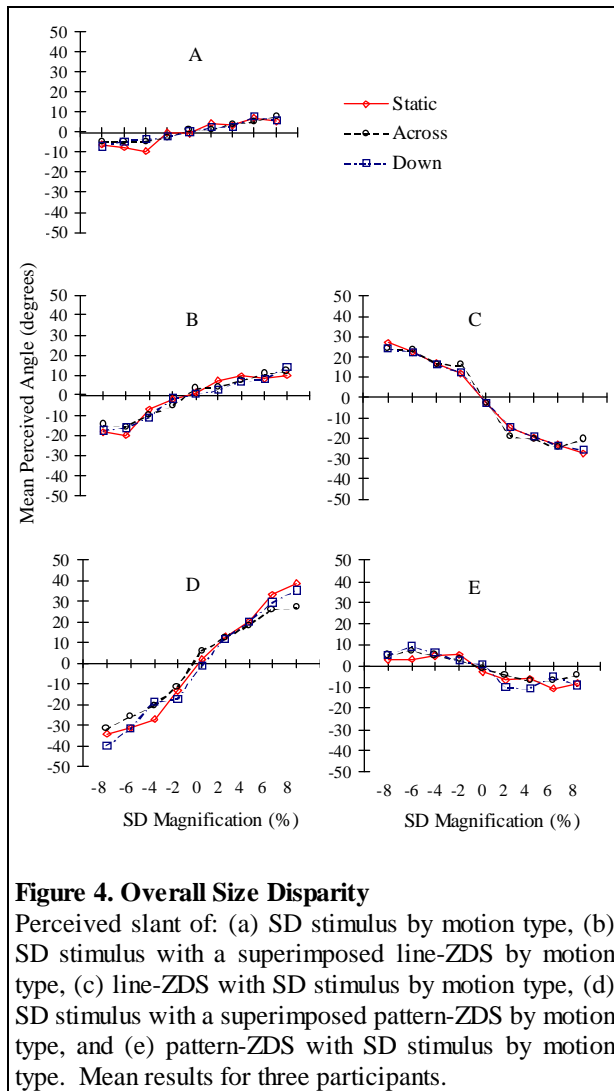 50
40
30
20
10
0
-10
-20
-30
-40
-50
A
Static
Across
Down
Mean Perceived Angle (degrees)
50
40
30
20
10
0
-10
-20
-30
-40
-50
B
50
40
30
20
10
0
-10
-20
-30
-40
-50
C
50
40
30
20
10
0
-10
-20
-30
-40
-50
D
-8 -6 -4 -2 0 2 4 6 8
SD Magnification (%)
50
40
30
20
10
0
-10
-20
-30
-40
-50
E
-8 -6 -4 -2 0 2 4 6 8
SD Magnification (%)
Figure 4. Overall Size Disparity
Perceived slant of: (a) SD stimulus by motion type, (b)
SD stimulus with a superimposed line-ZDS by motion
type, (c) line-ZDS with SD stimulus by motion type, (d)
SD stimulus with a superimposed pattern-ZDS by motion
type, and (e) pattern-ZDS with SD stimulus by motion
type. Mean results for three participants.